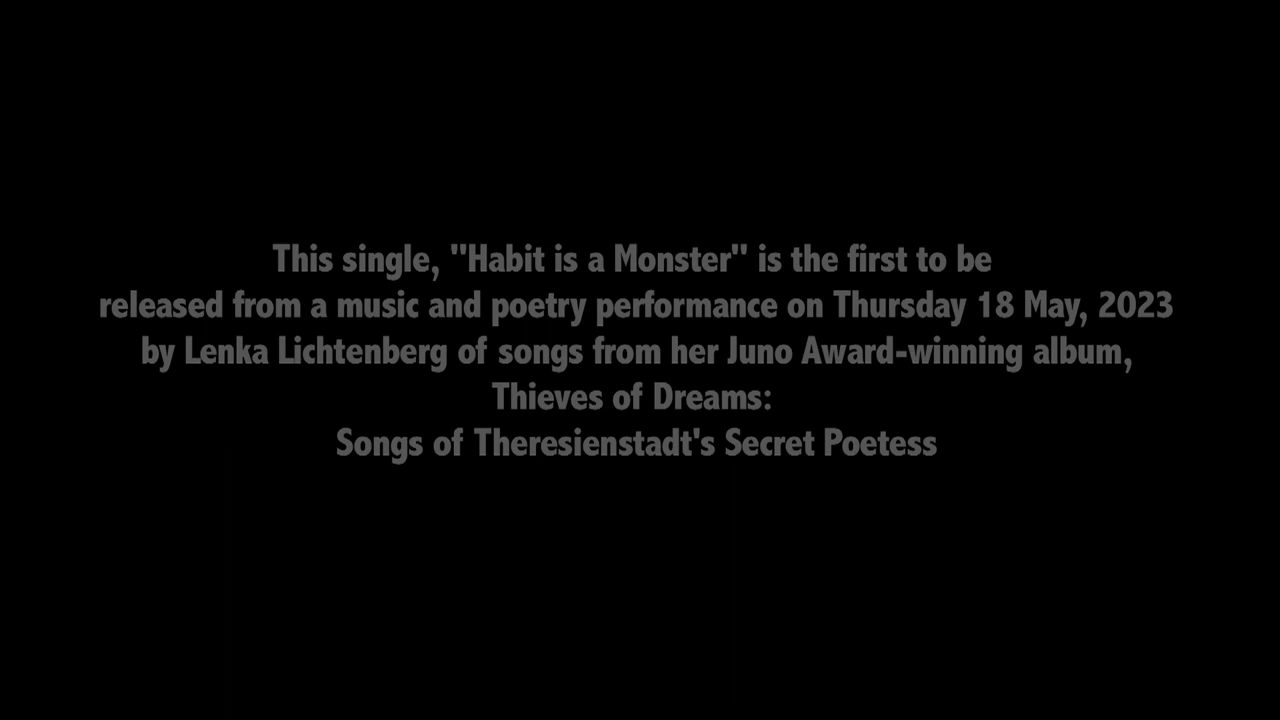 This single, "Habit is a Monster" is the first to be
released from a music and poetry performance on Thursday 18 May, 2023
by Lenka Lichtenberg of songs from her Juno Award-winning album,
Thieves of Dreams:
Songs of Theresienstadt's Secret Poetess